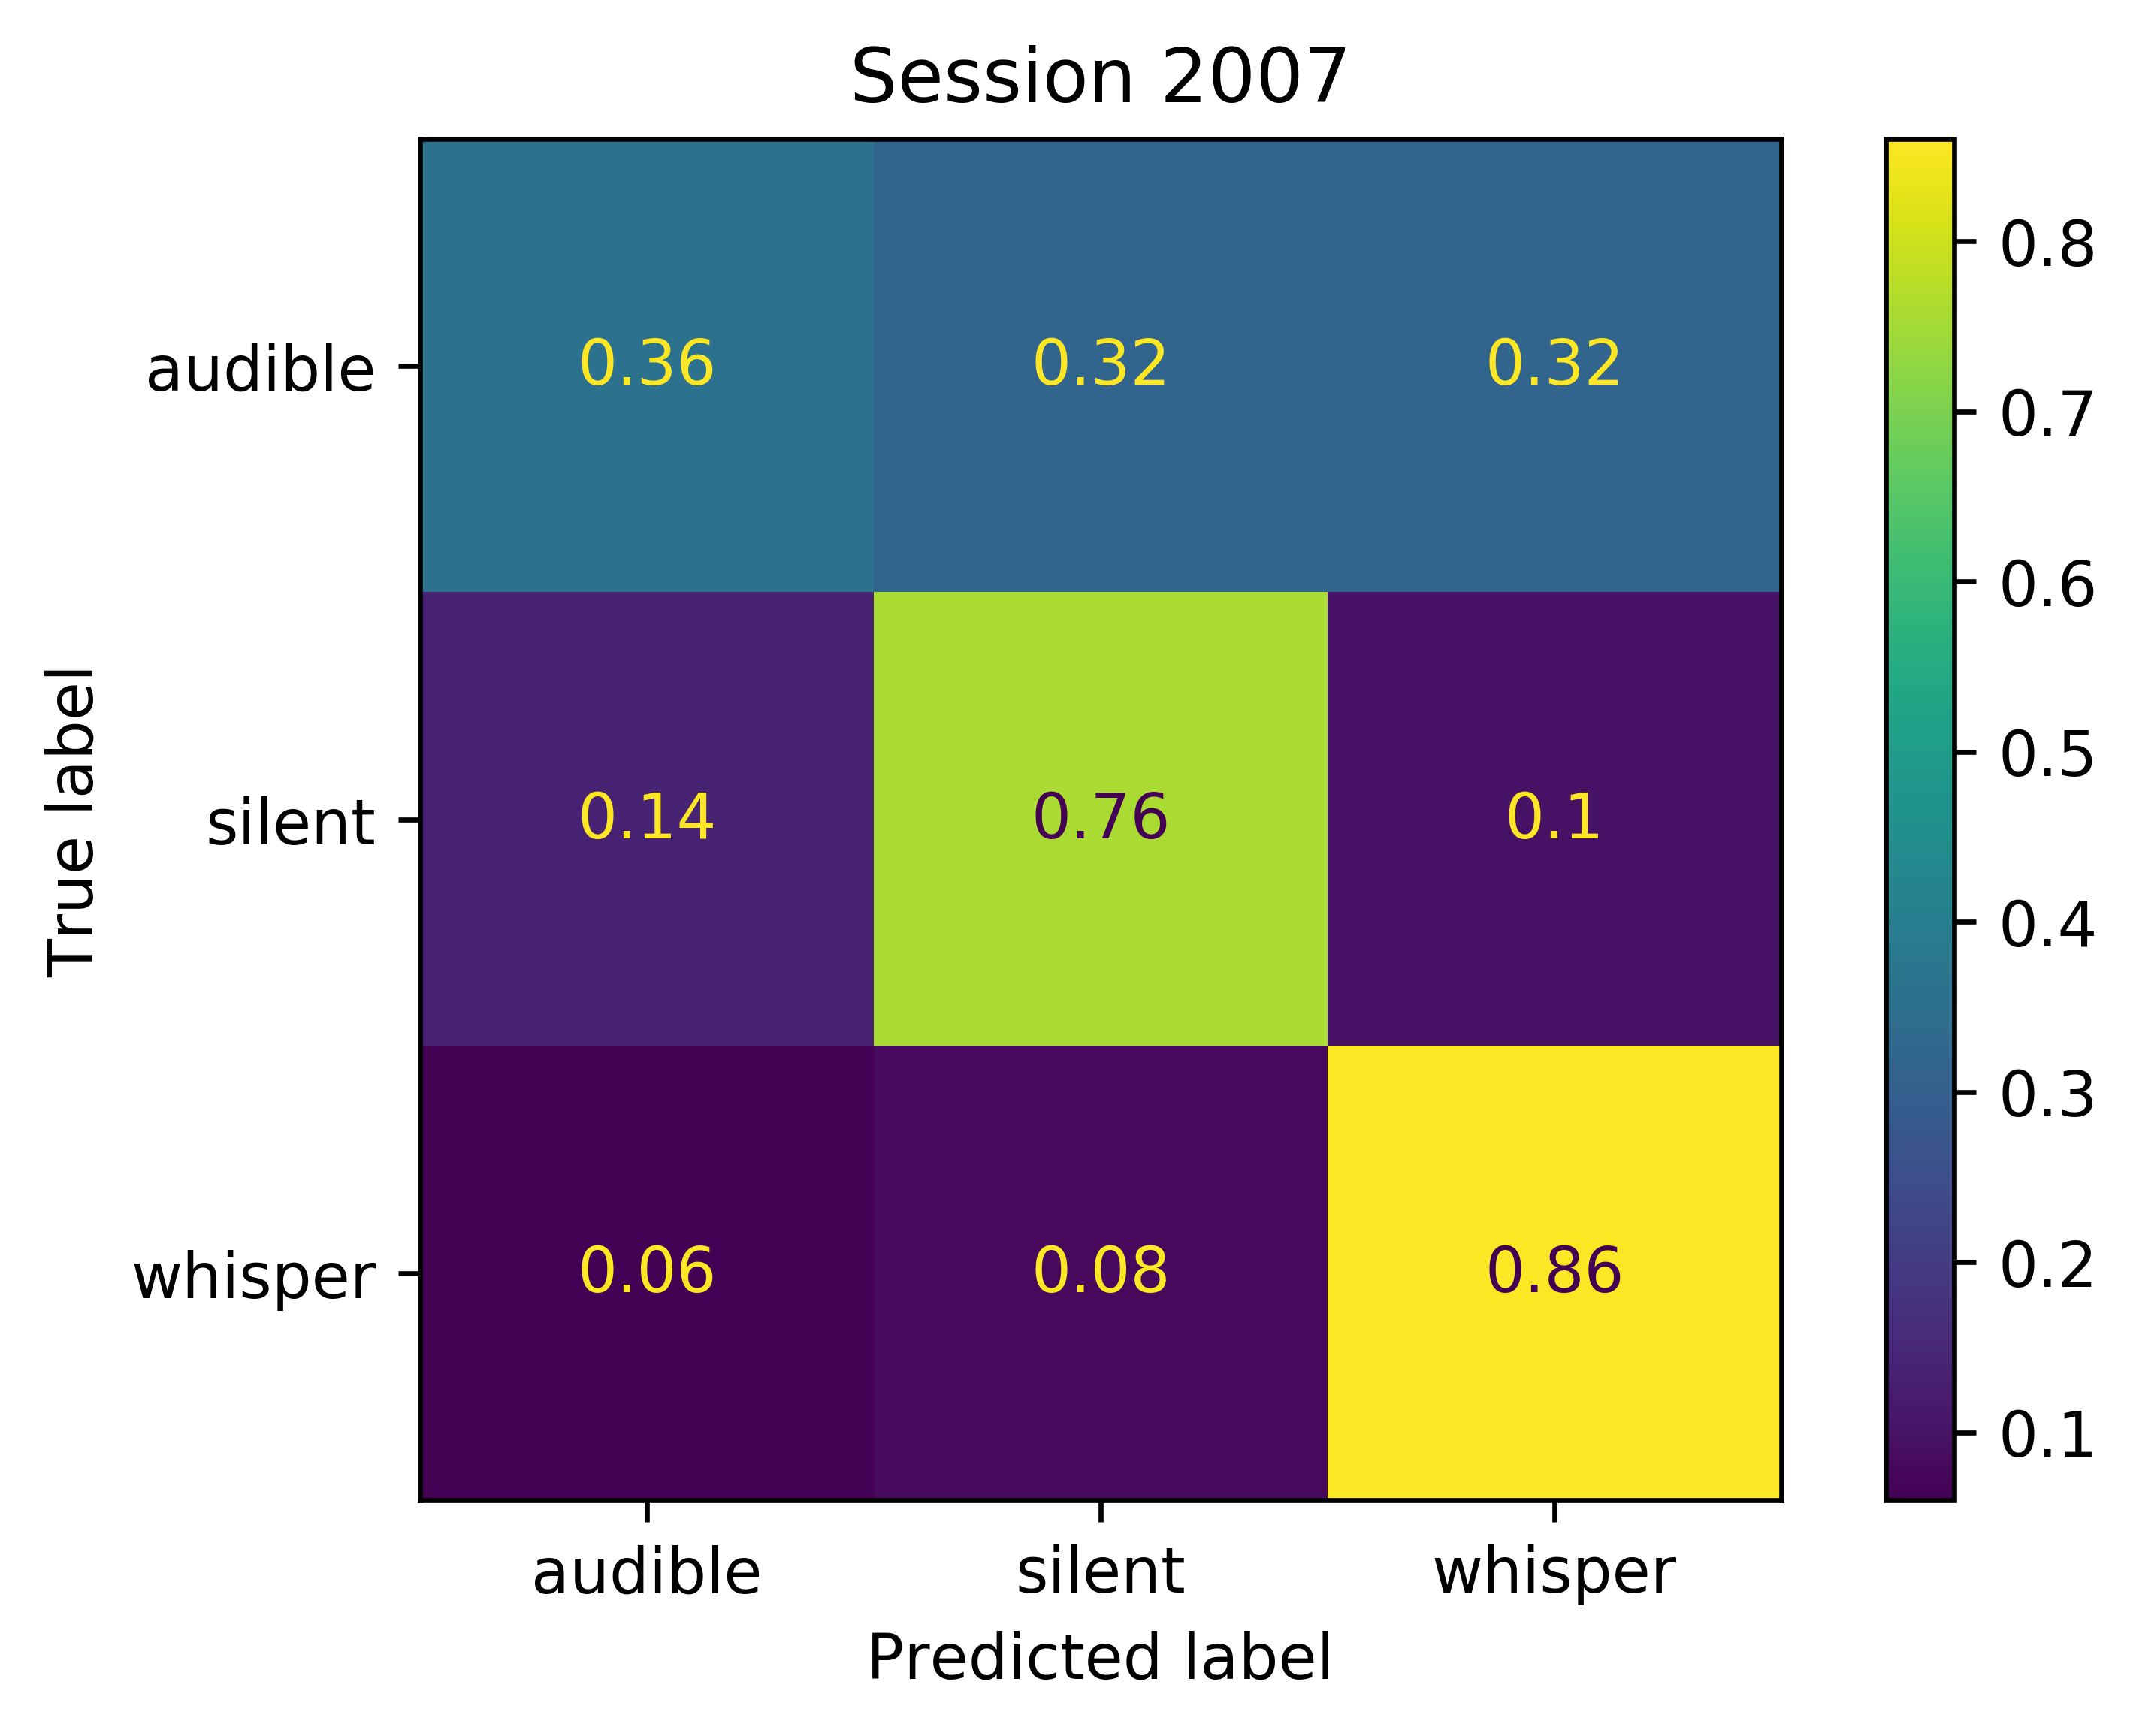 Session 2007
True label
audible
0.36 0.32 0.32
silent
0.14 0.76 0.1
whisper
0.06 0.08 0.86
audible silent whisper
Predicted label
0.8
0.7
0.6
0.5
0.4
0.3
0.2
0.1